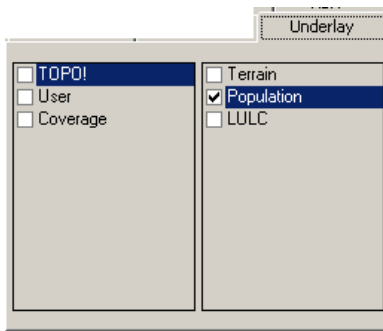 Underlay
TOPO!
User
Coverage
Terrain
Population
LULC